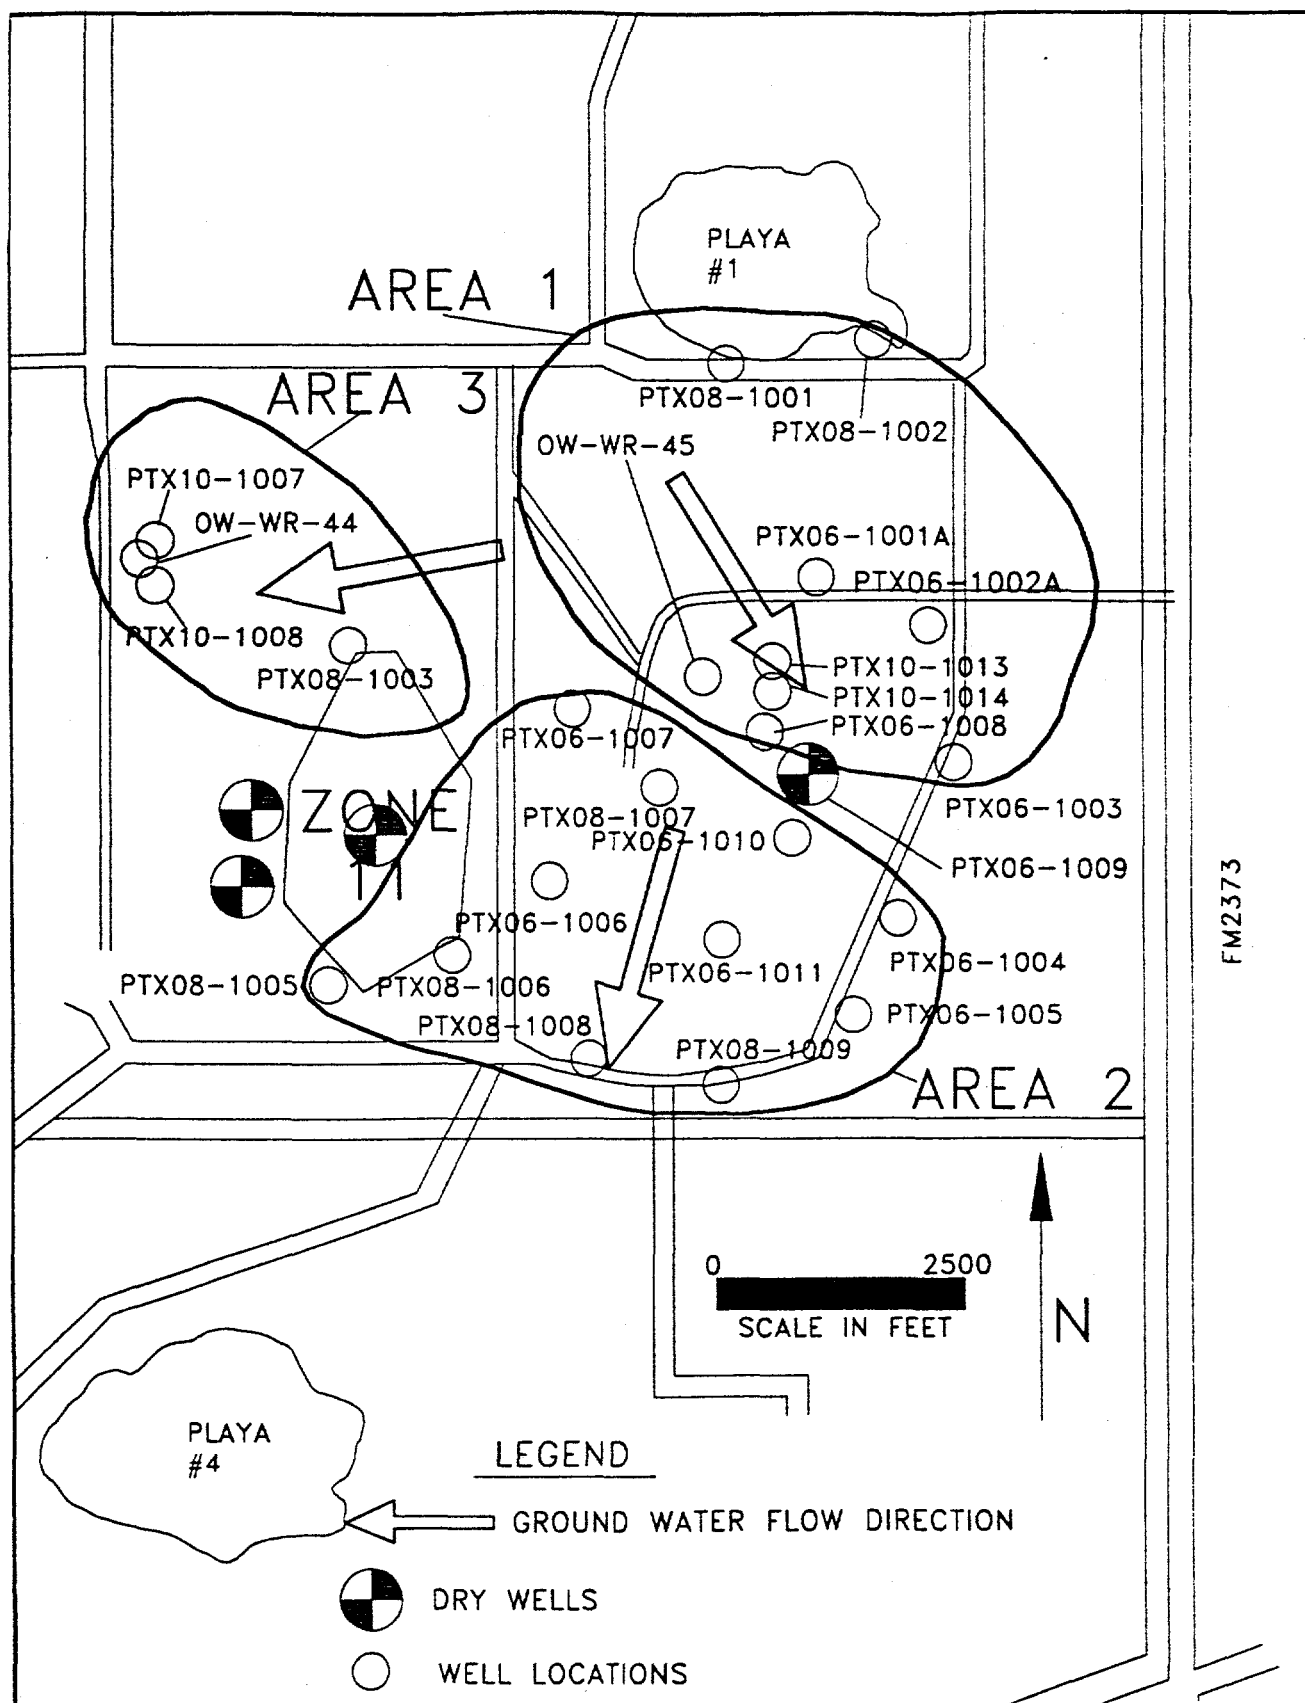 PLAYA
#1
AREA 1
AREA 3
PTX08-1001
PTX08-1002
OW-WR-45
PTX10-1007
OW-WR-44
PTX06-1001A
PTX06-1002A
PTX10-1008
PTX08-1003
PTX10-1013
PTX10-1014
PTX06-1008
PTX06-1007
PTX06-1003
ZONE
11
PTX08-1007
PTX06-1010
PTX06-1009
FM2373
PTX06-1006
PTX06-1011
PTX06-1004
PTX08-1005
PTX08-1006
PTX06-1005
PTX08-1008
PTX08-1009
AREA 2
0 2500
SCALE IN FEET
N
PLAYA
#4
LEGEND
GROUND WATER FLOW DIRECTION
DRY WELLS
WELL LOCATIONS